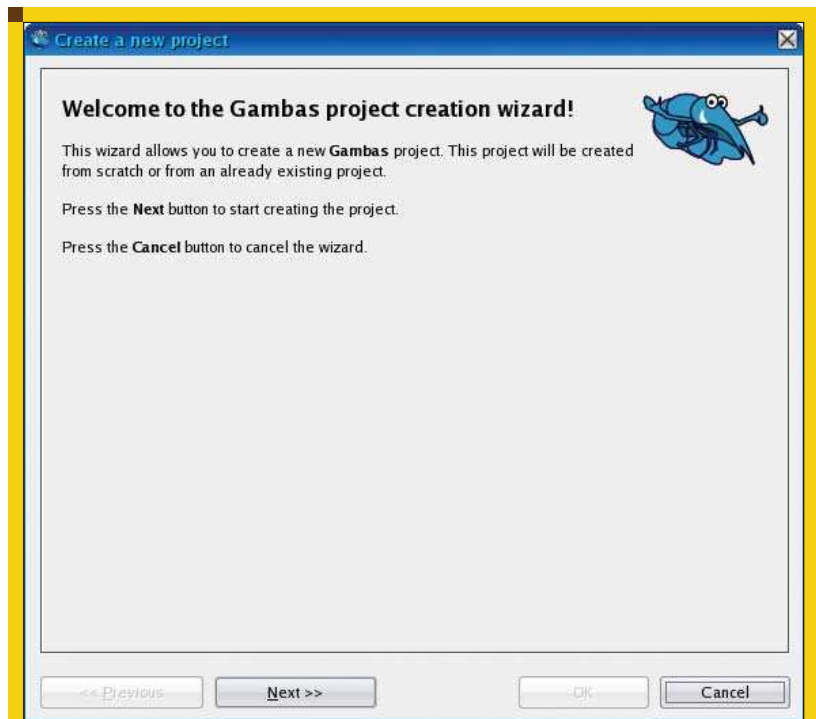 Create a new project
Welcome to the Gambas project creation wizard!
This wizard allows you to create a new Gambas project. This project will be created
from scratch or from an already existing project.
Press the Next button to start creating the project.
Press the Cancel button to cancel the wizard.
<< Previous
Next >>
OK
Cancel